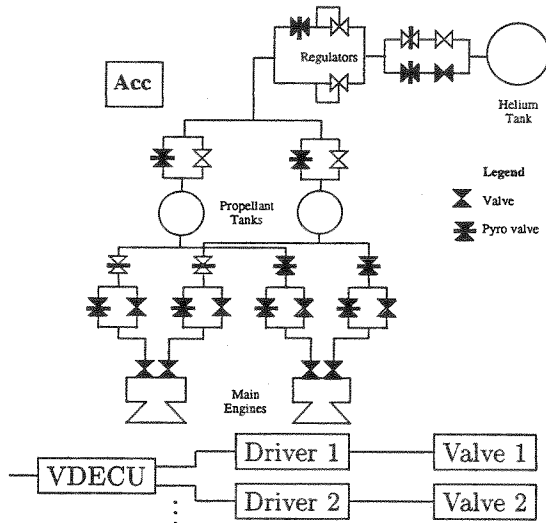 Regulators
Acc
Helium
Tank
Legend
Valve
Pyro valve
Propellant
Tanks
Main
Engines
VDECU
Driver 1
Valve 1
Driver 2
Valve 2